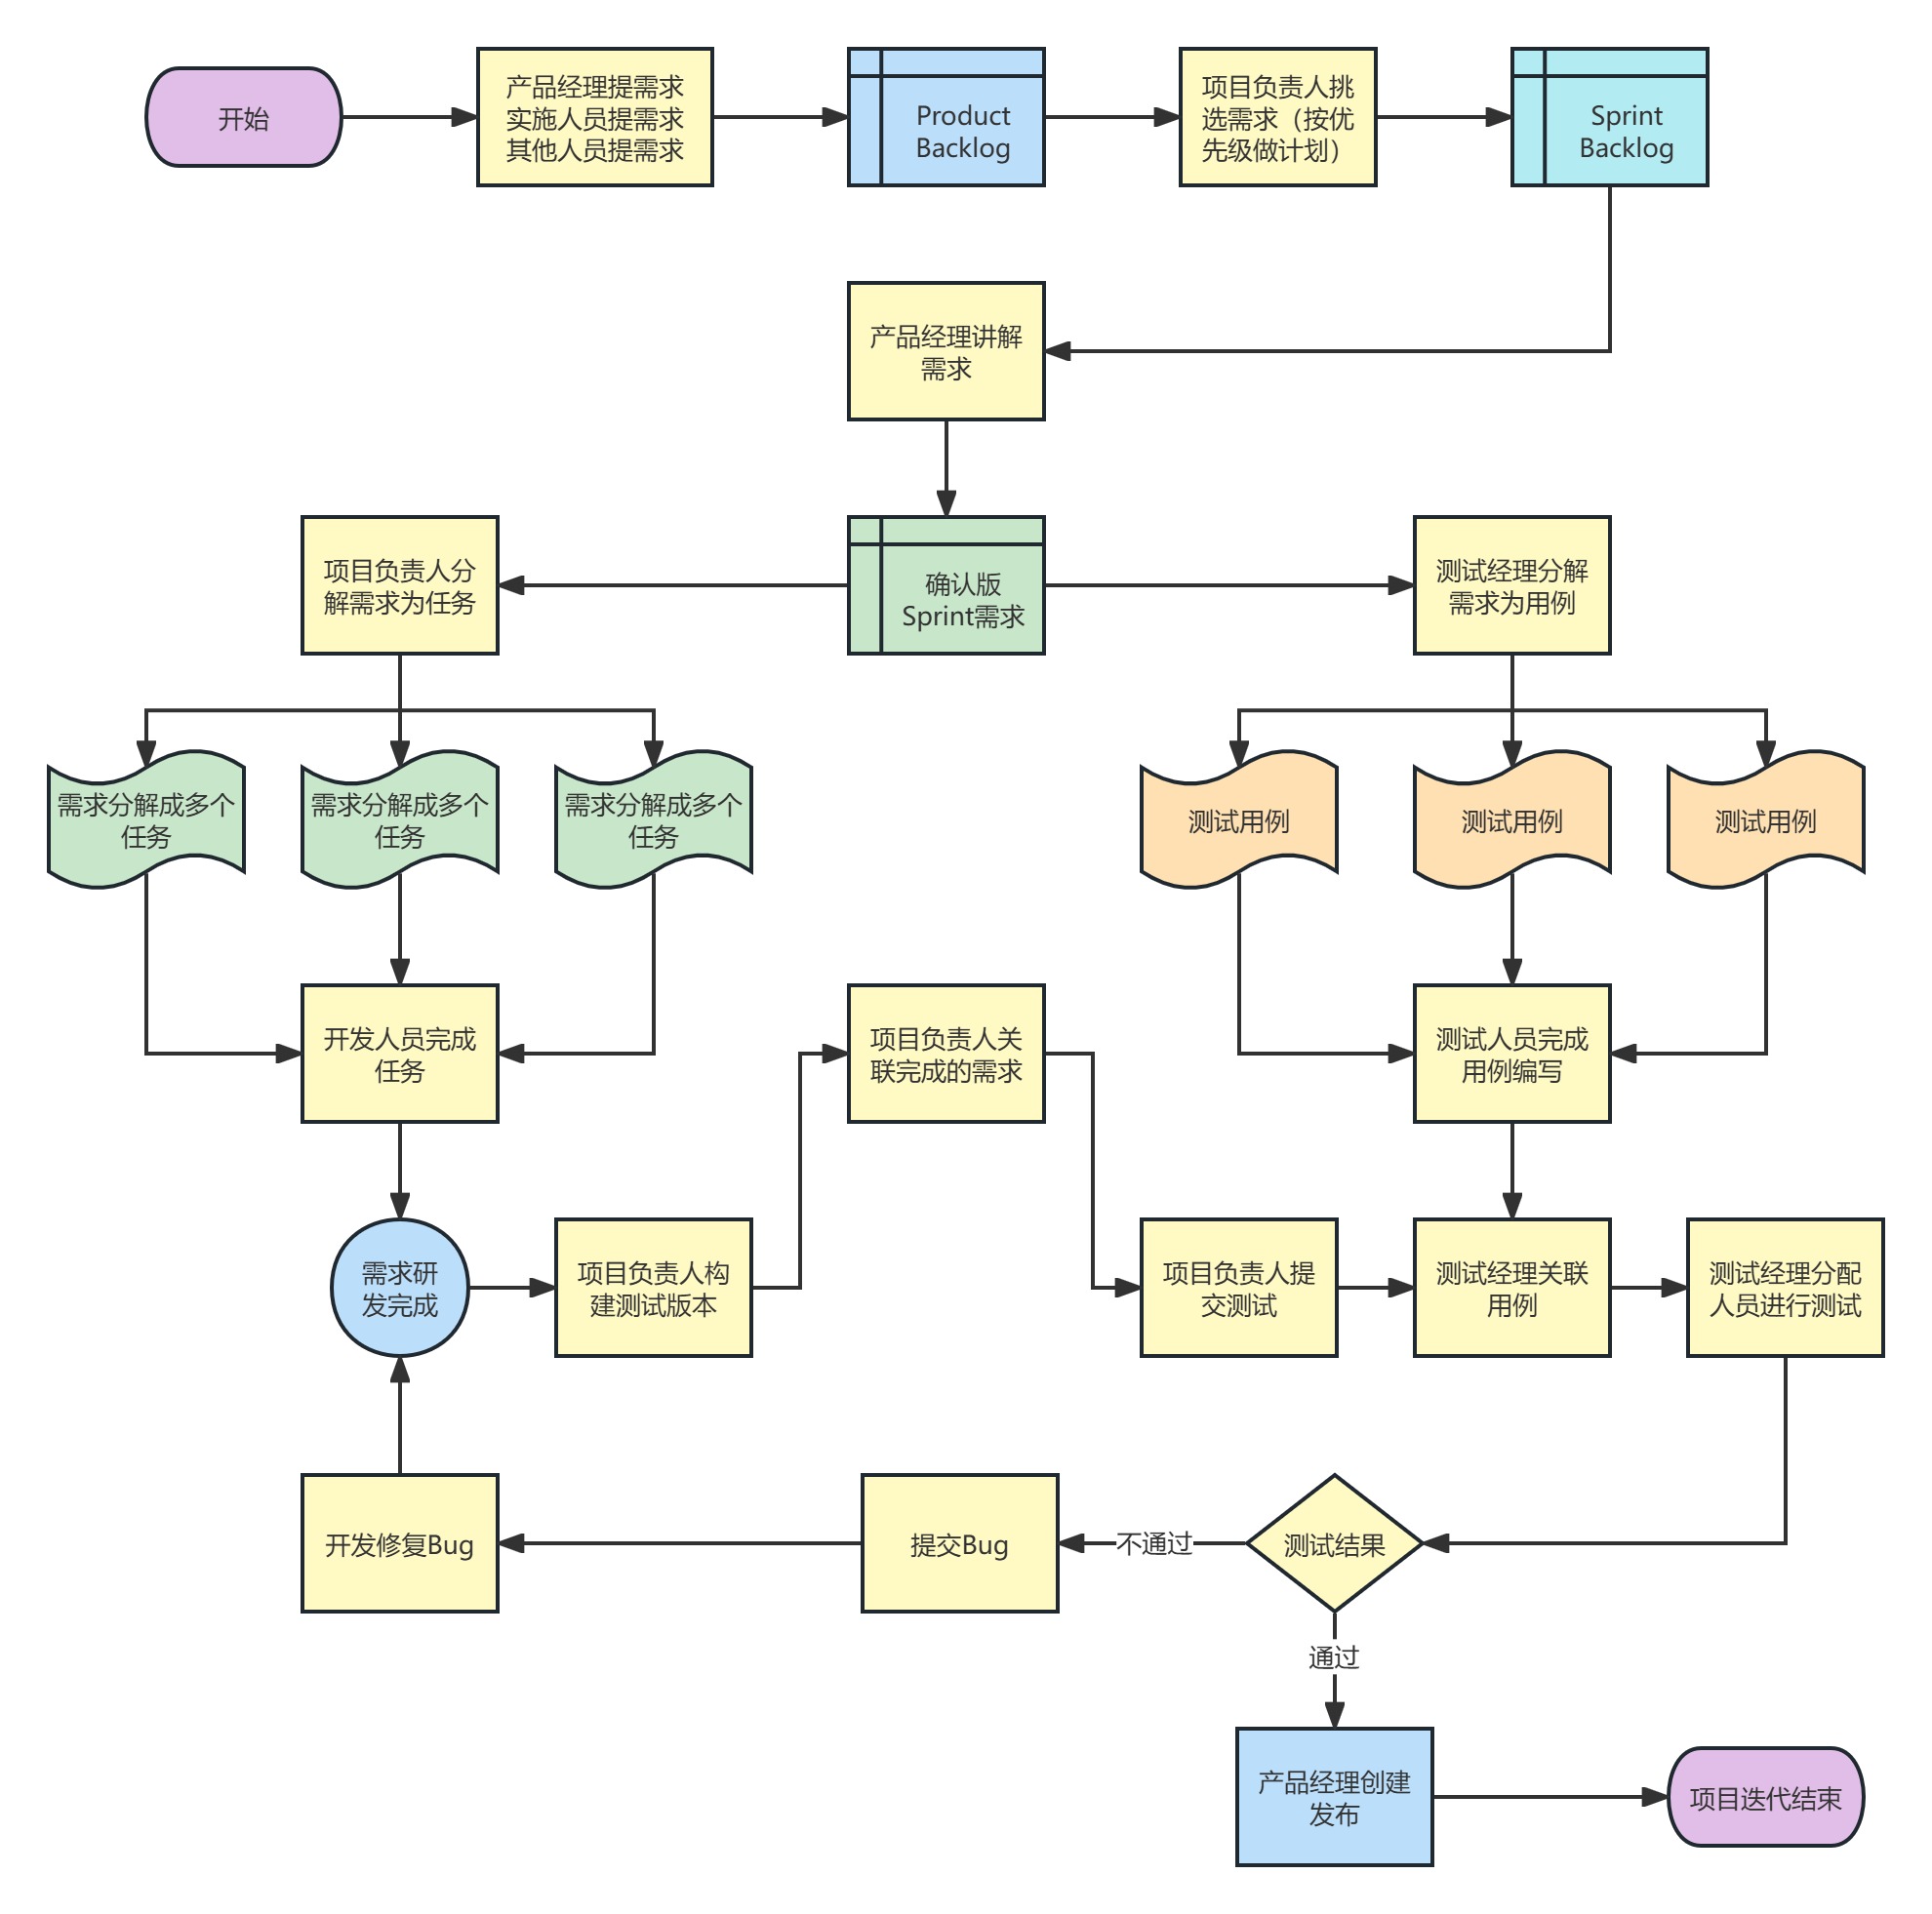 开始
产品经理提需求
实施人员提需求
其他人员提需求
Product
Backlog
项目负责人挑
选需求（按优
先级做计划）
Sprint
Backlog
产品经理讲解
需求
项目负责人分
解需求为任务
确认版
Sprint需求
测试经理分解
需求为用例
需求分解成多个
任务
需求分解成多个
任务
需求分解成多个
任务
测试用例
测试用例
测试用例
开发人员完成
任务
项目负责人关
联完成的需求
测试人员完成
用例编写
需求研
发完成
项目负责人构
建测试版本
项目负责人提
交测试
测试经理关联
用例
测试经理分配
人员进行测试
开发修复Bug
提交Bug
不通过
测试结果
通过
产品经理创建
发布
项目迭代结束